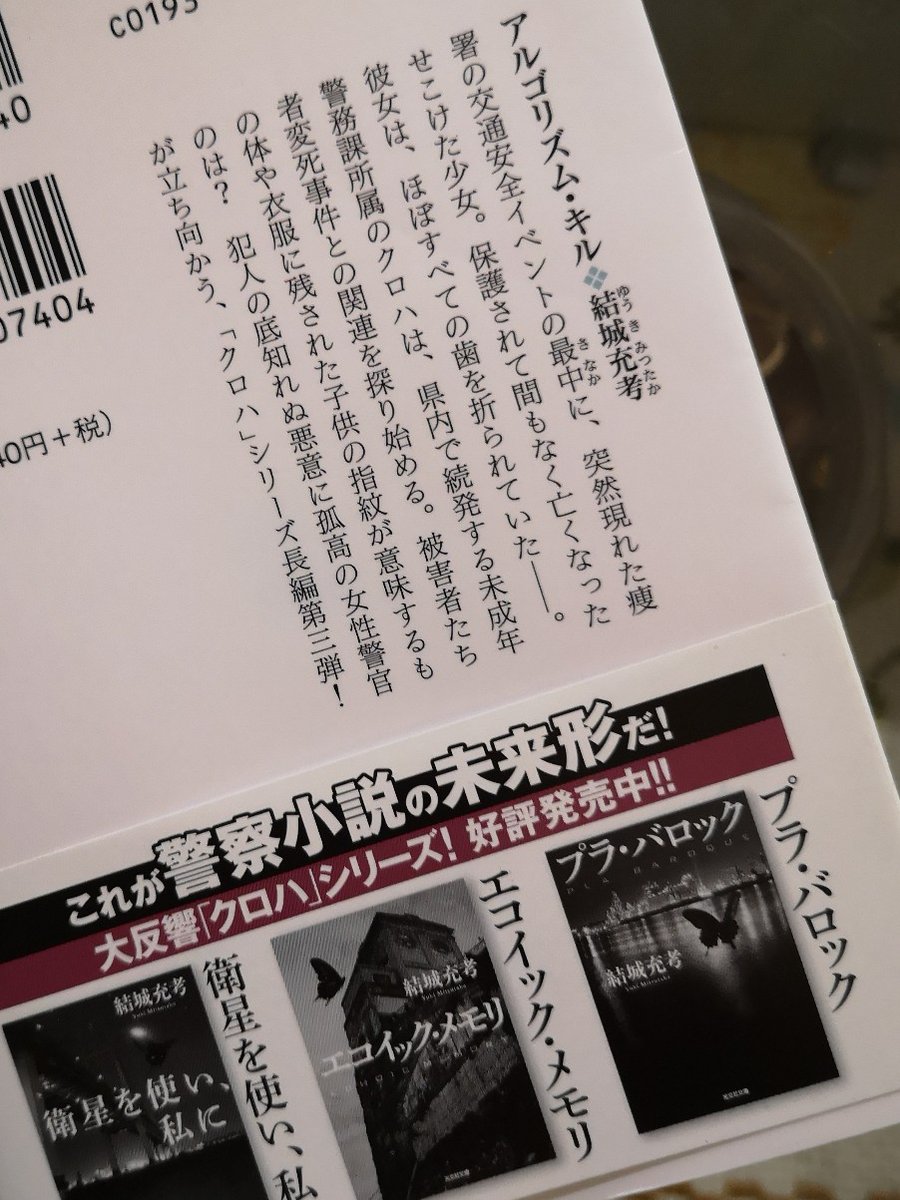 C0193
40
07404
40円+税)
アルゴリズム・キル❖結城充考
ゆうきみつたか
署の交通安全イベントの最中に、突然現れた痩
さなか
せこけた少女。保護されて間もなく亡くなった
彼女は、ほぼすべての歯を折られていた――。
警務課所属のクロハは、県内で続発する未成年
者変死事件との関連を探り始める。被害者たち
の体や衣服に残された子供の指紋が意味するも
のは? 犯人の底知れぬ悪意に孤高の女性警官
が立ち向かう、「クロハ」シリーズ長編第三弾!
これが警察小説の未来形だ!
大反響「クロハ」シリーズ! 好評発売中!!
プラ・バロック
プラ・バロック
PLA BAROQUE
結城充考
エコイック・メモリ
結城充考
エコイック・メモリ
衛星を使い、私
結城充考
衛星を使い、
私に